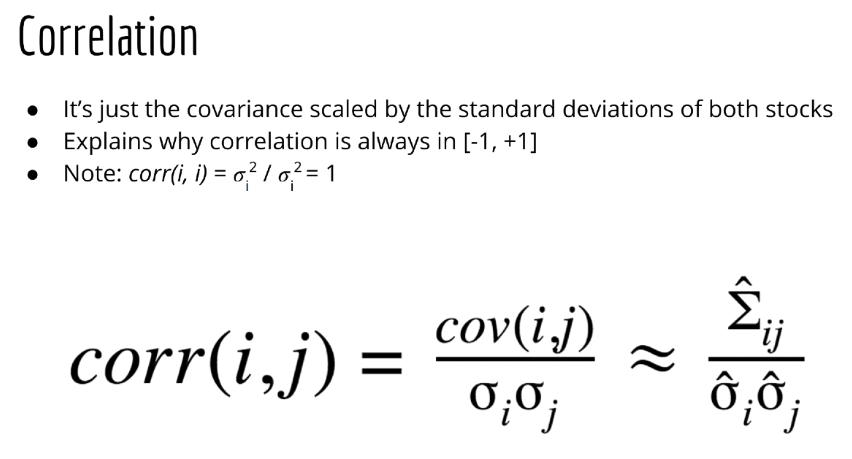 Correlation
● It's just the covariance scaled by the standard deviations of both stocks
● Explains why correlation is always in [-1, +1]
● Note: corr(i, i) = σᵢ² / σᵢ² = 1
corr(i,j) = cov(i,j) / σᵢσⱼ ≈ Σ̂ᵢⱼ / σ̂ᵢσ̂ⱼ